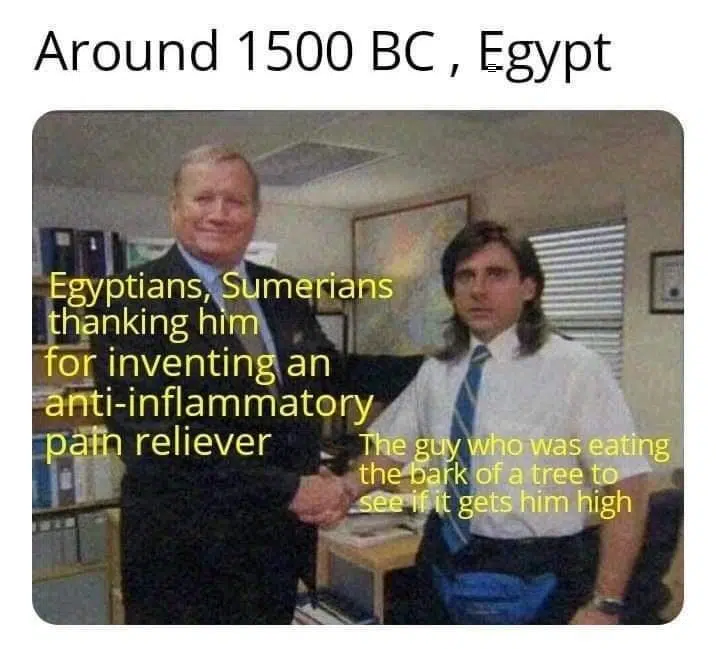 Around 1500 BC , Egypt
Egyptians, Sumerians
thanking him
for inventing an
anti-inflammatory
pain reliever
The guy who was eating
the bark of a tree to
see if it gets him high